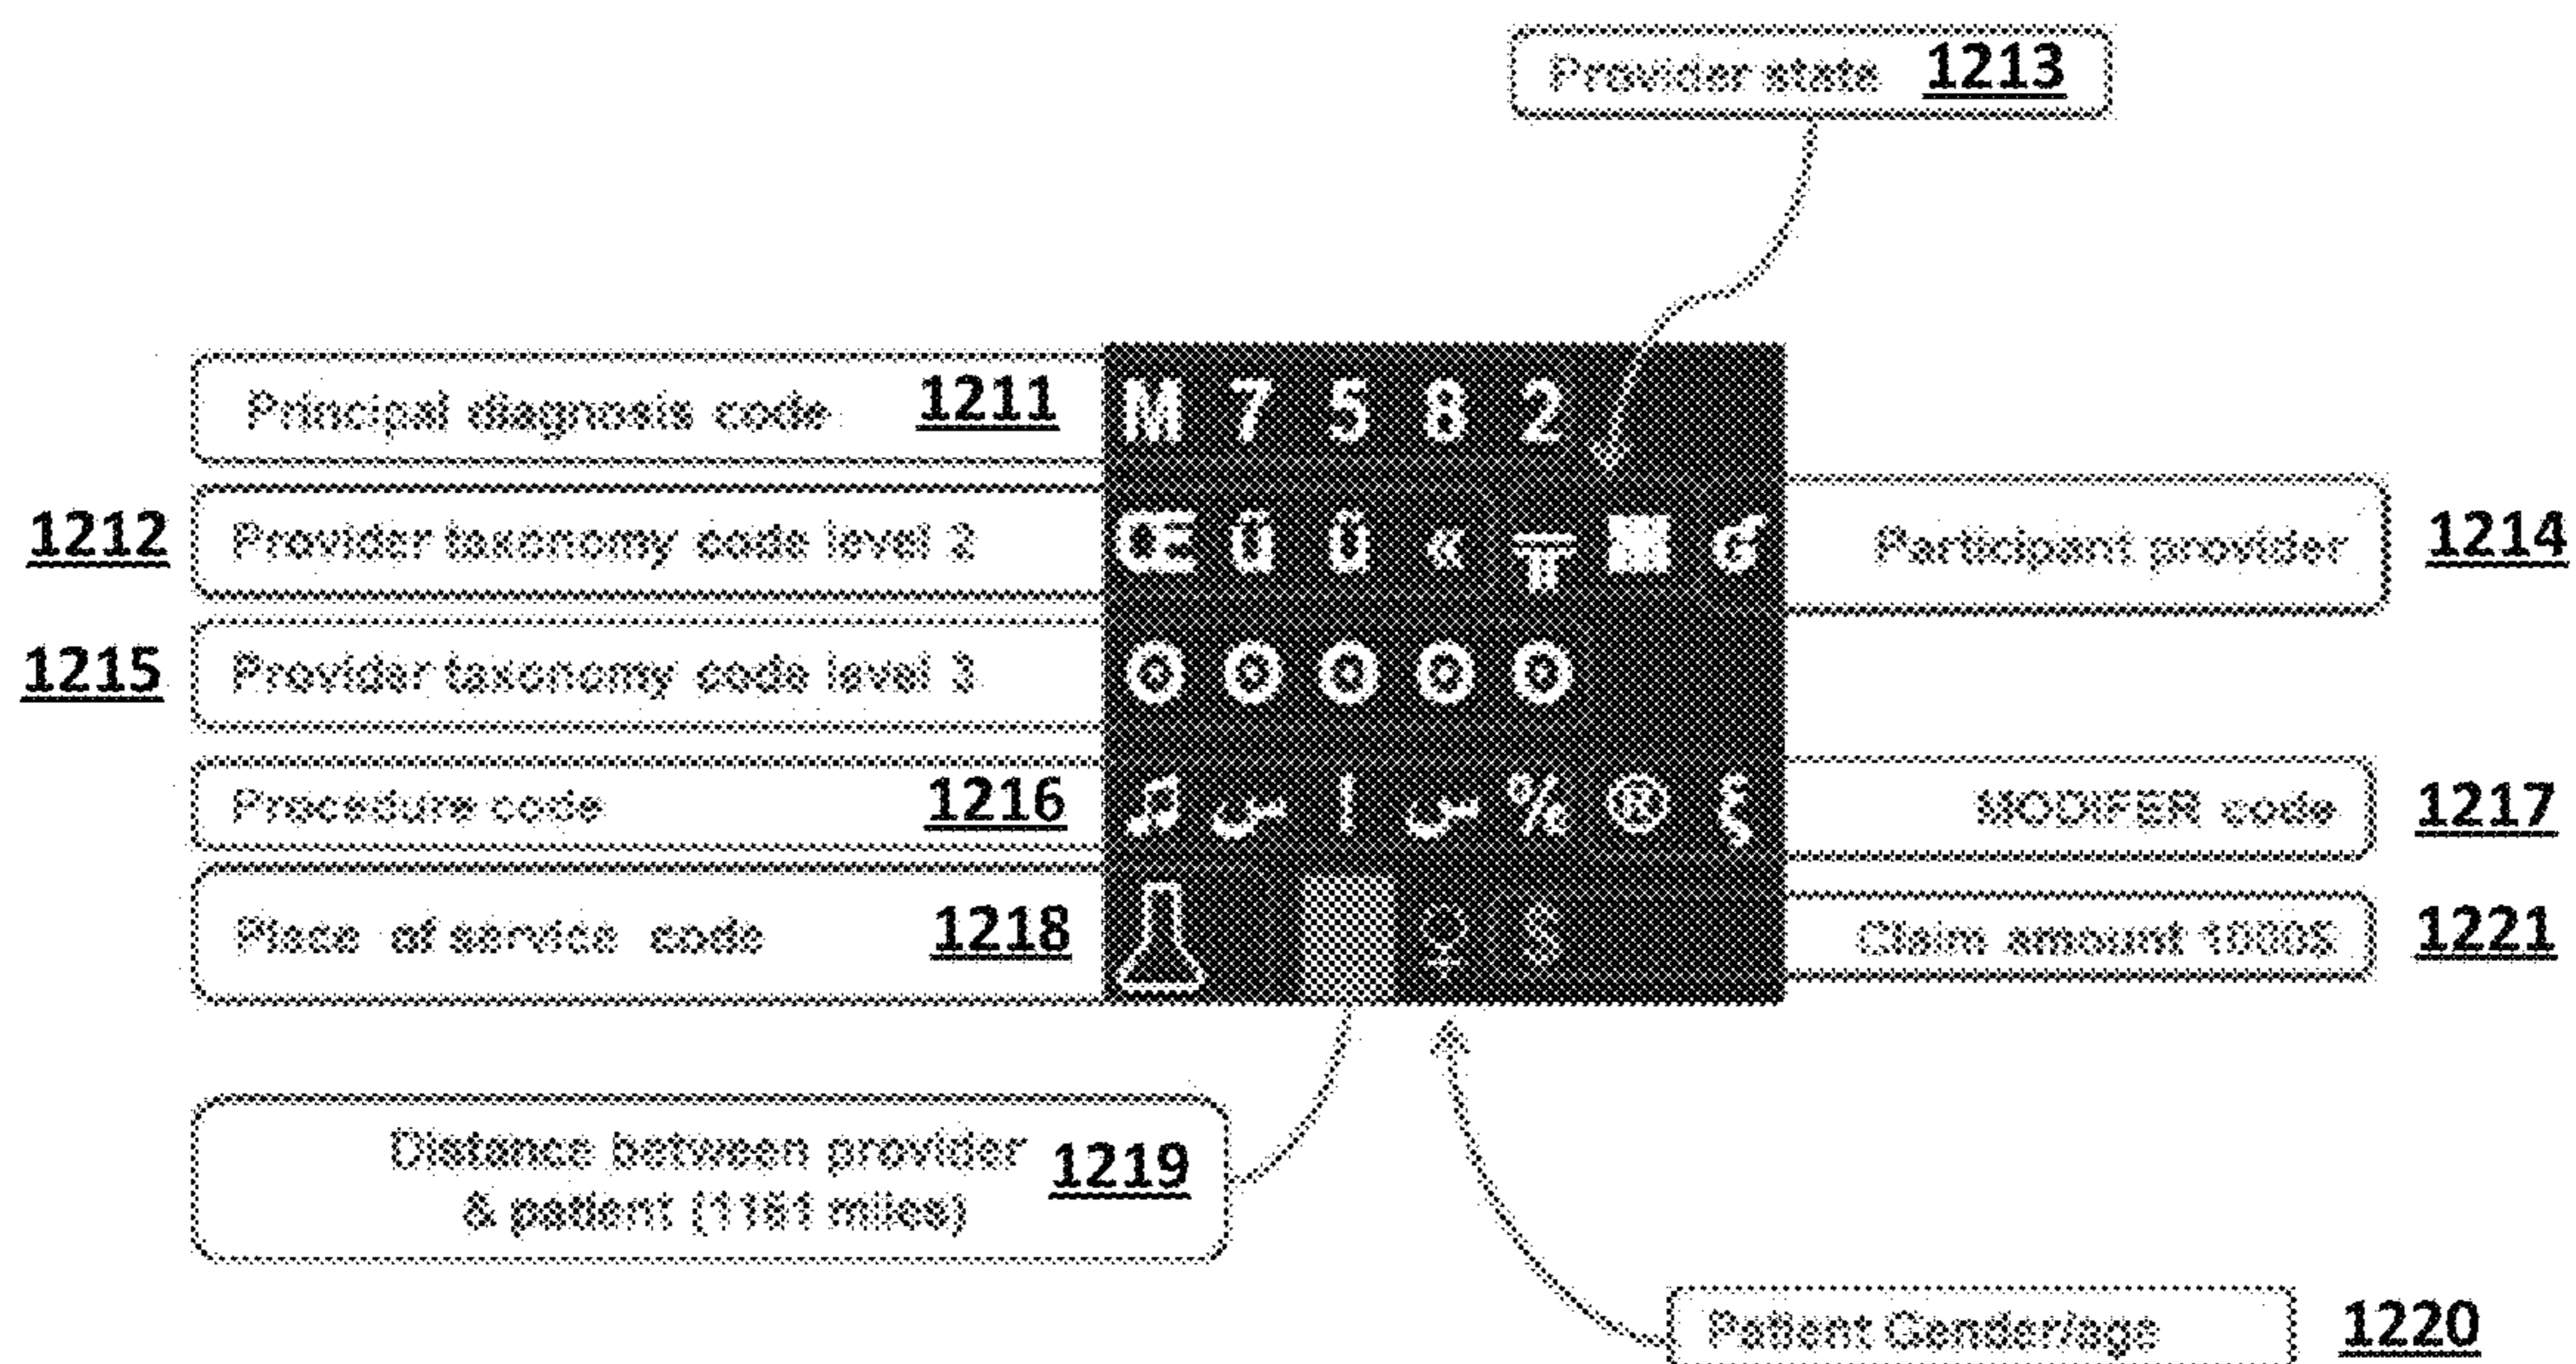 Provider state 1213
Principal diagnosis code 1211
M 7 5 8 2
1212 Provider taxonomy code level 2
Œ û ü « ╥
Participant provider 1214
1215 Provider taxonomy code level 3
Procedure code 1216
♫ س ا س % ® ξ
MODIFER code 1217
Place of service code 1218
♀ $
Claim amount 1000$ 1221
Distance between provider 1219
& patient (1161 miles)
Patient Gender/age 1220